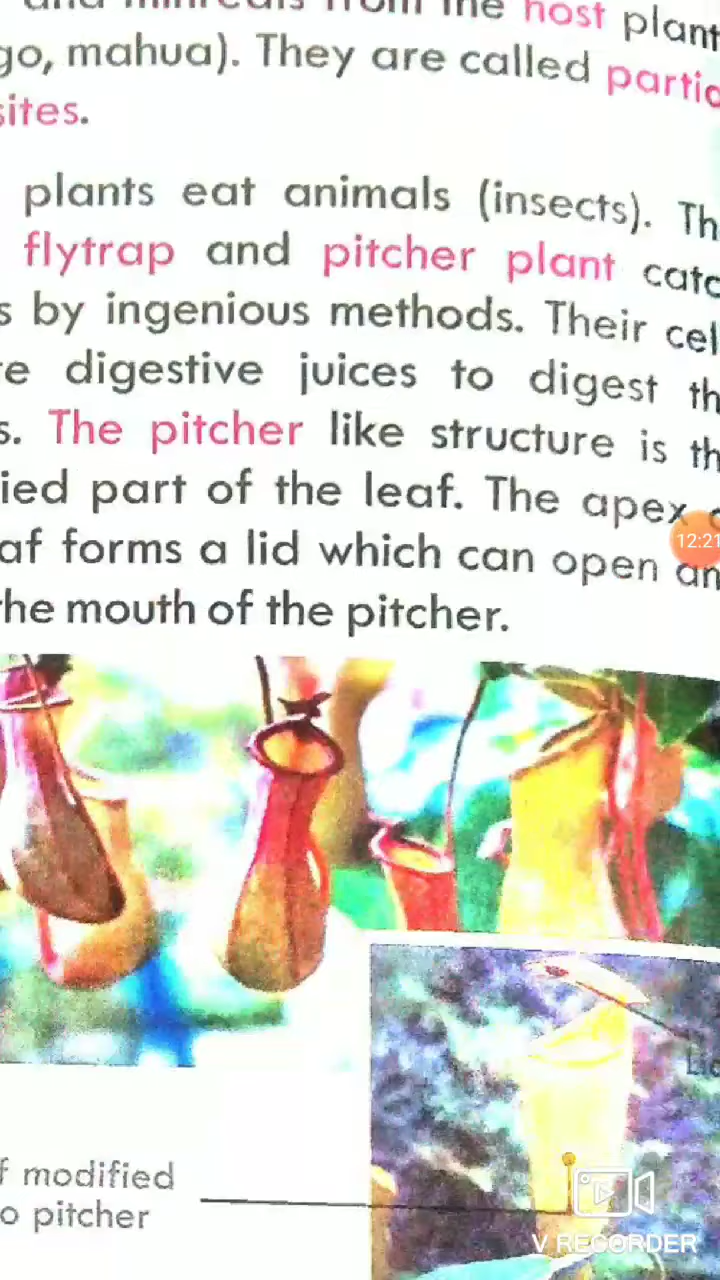 and minreals from the host plant
go, mahua). They are called partia
sites.
plants eat animals (insects). Th
flytrap and pitcher plant catc
s by ingenious methods. Their cel
re digestive juices to digest th
s. The pitcher like structure is th
ied part of the leaf. The apex o
af forms a lid which can open an
the mouth of the pitcher.
12:21
Lid
f modified
o pitcher
V RECORDER